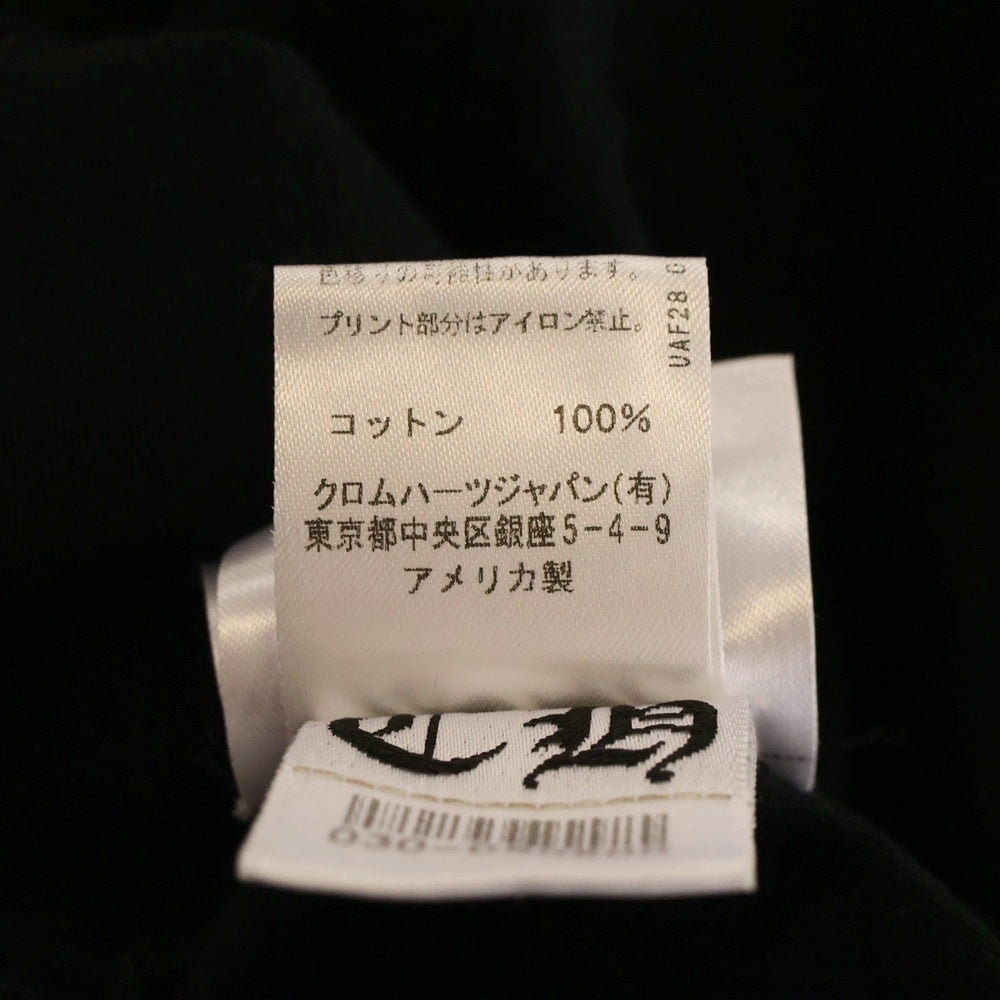 色移りの可能性があります。
プリント部分はアイロン禁止。
UAF28
コットン 100%
クロムハーツジャパン(有)
東京都中央区銀座5-4-9
アメリカ製